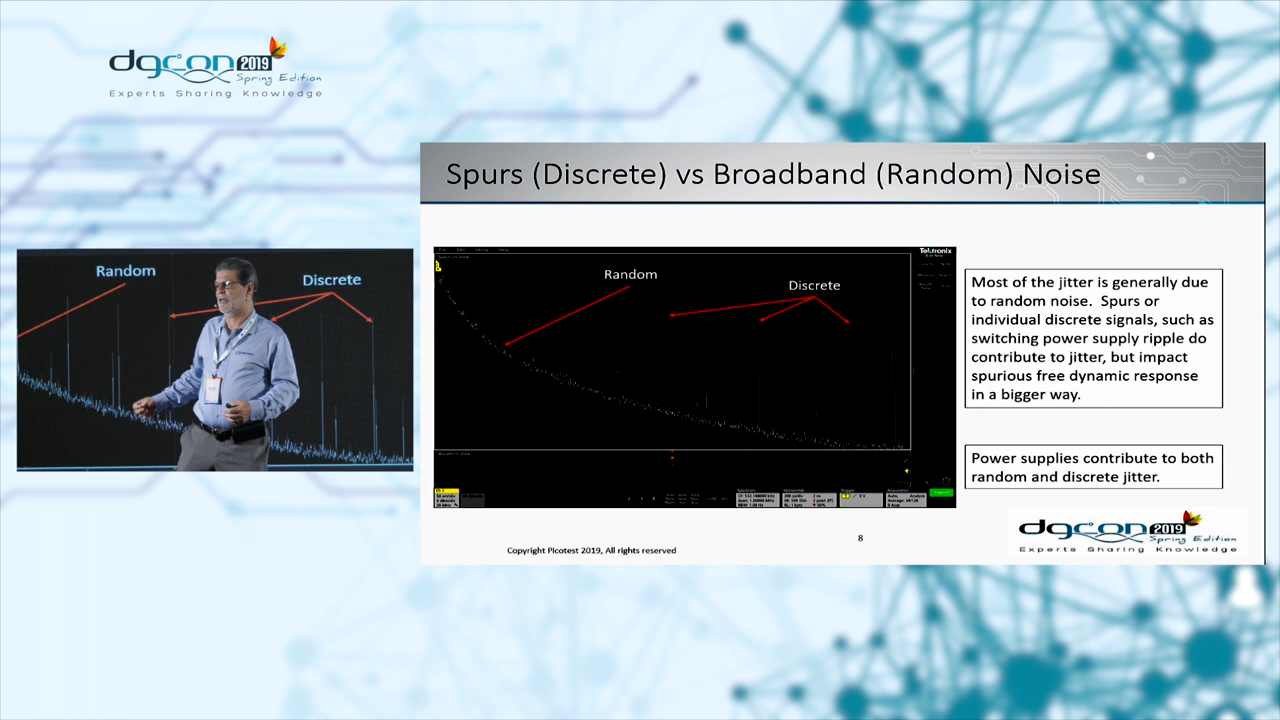 dgcon 2019
Spring Edition
Experts Sharing Knowledge
Spurs (Discrete) vs Broadband (Random) Noise
Random
Discrete
Tektronix
Random
Discrete
Most of the jitter is generally due
to random noise. Spurs or
individual discrete signals, such as
switching power supply ripple do
contribute to jitter, but impact
spurious free dynamic response
in a bigger way.
Power supplies contribute to both
random and discrete jitter.
dgcon 2019
Spring Edition
Experts Sharing Knowledge
8
Copyright Picotest 2019, All rights reserved